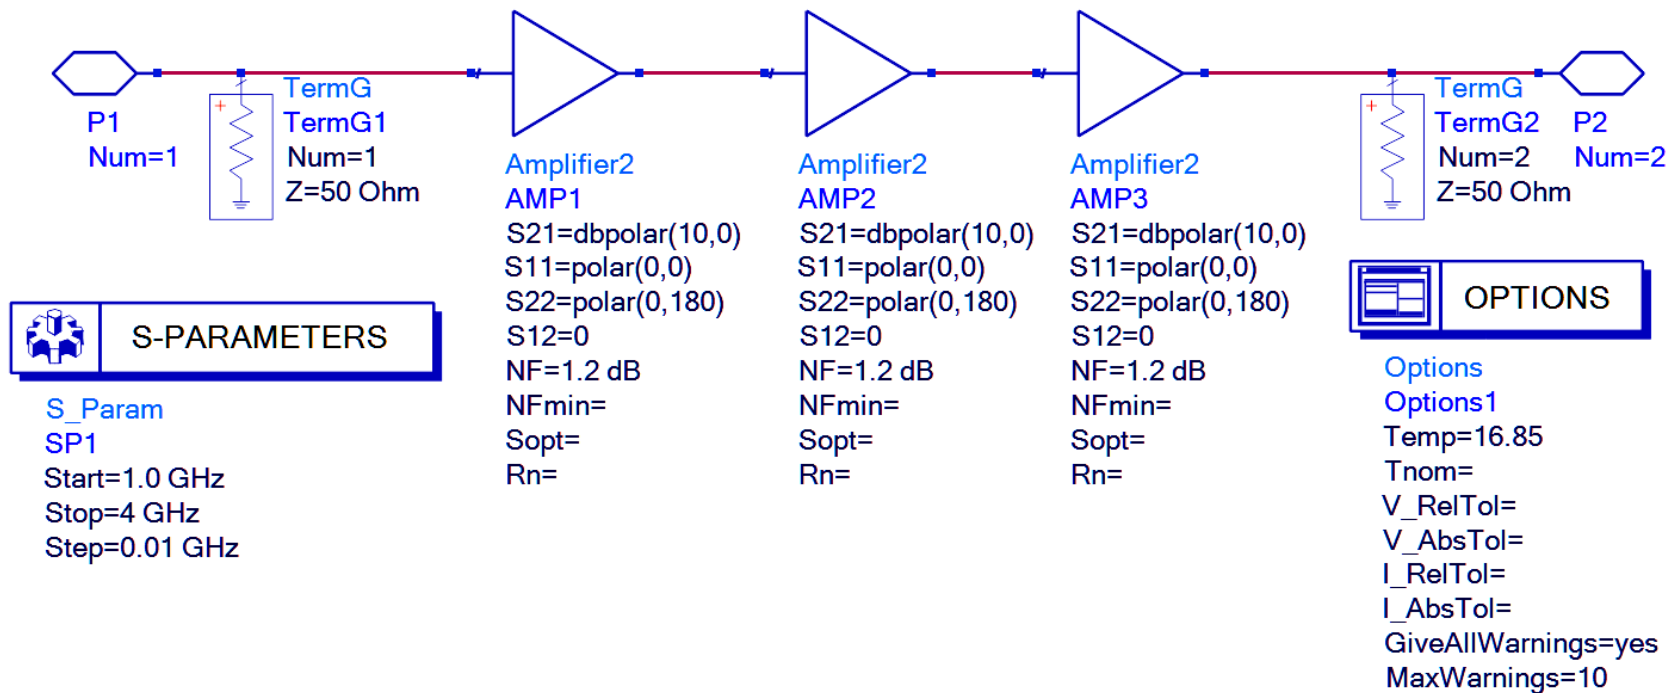 P1
Num=1
+
TermG
TermG1
Num=1
Z=50 Ohm
Amplifier2
AMP1
S21=dbpolar(10,0)
S11=polar(0,0)
S22=polar(0,180)
S12=0
NF=1.2 dB
NFmin=
Sopt=
Rn=
Amplifier2
AMP2
S21=dbpolar(10,0)
S11=polar(0,0)
S22=polar(0,180)
S12=0
NF=1.2 dB
NFmin=
Sopt=
Rn=
Amplifier2
AMP3
S21=dbpolar(10,0)
S11=polar(0,0)
S22=polar(0,180)
S12=0
NF=1.2 dB
NFmin=
Sopt=
Rn=
+
TermG
TermG2
Num=2
Z=50 Ohm
P2
Num=2
S-PARAMETERS
S_Param
SP1
Start=1.0 GHz
Stop=4 GHz
Step=0.01 GHz
OPTIONS
Options
Options1
Temp=16.85
Tnom=
V_RelTol=
V_AbsTol=
I_RelTol=
I_AbsTol=
GiveAllWarnings=yes
MaxWarnings=10